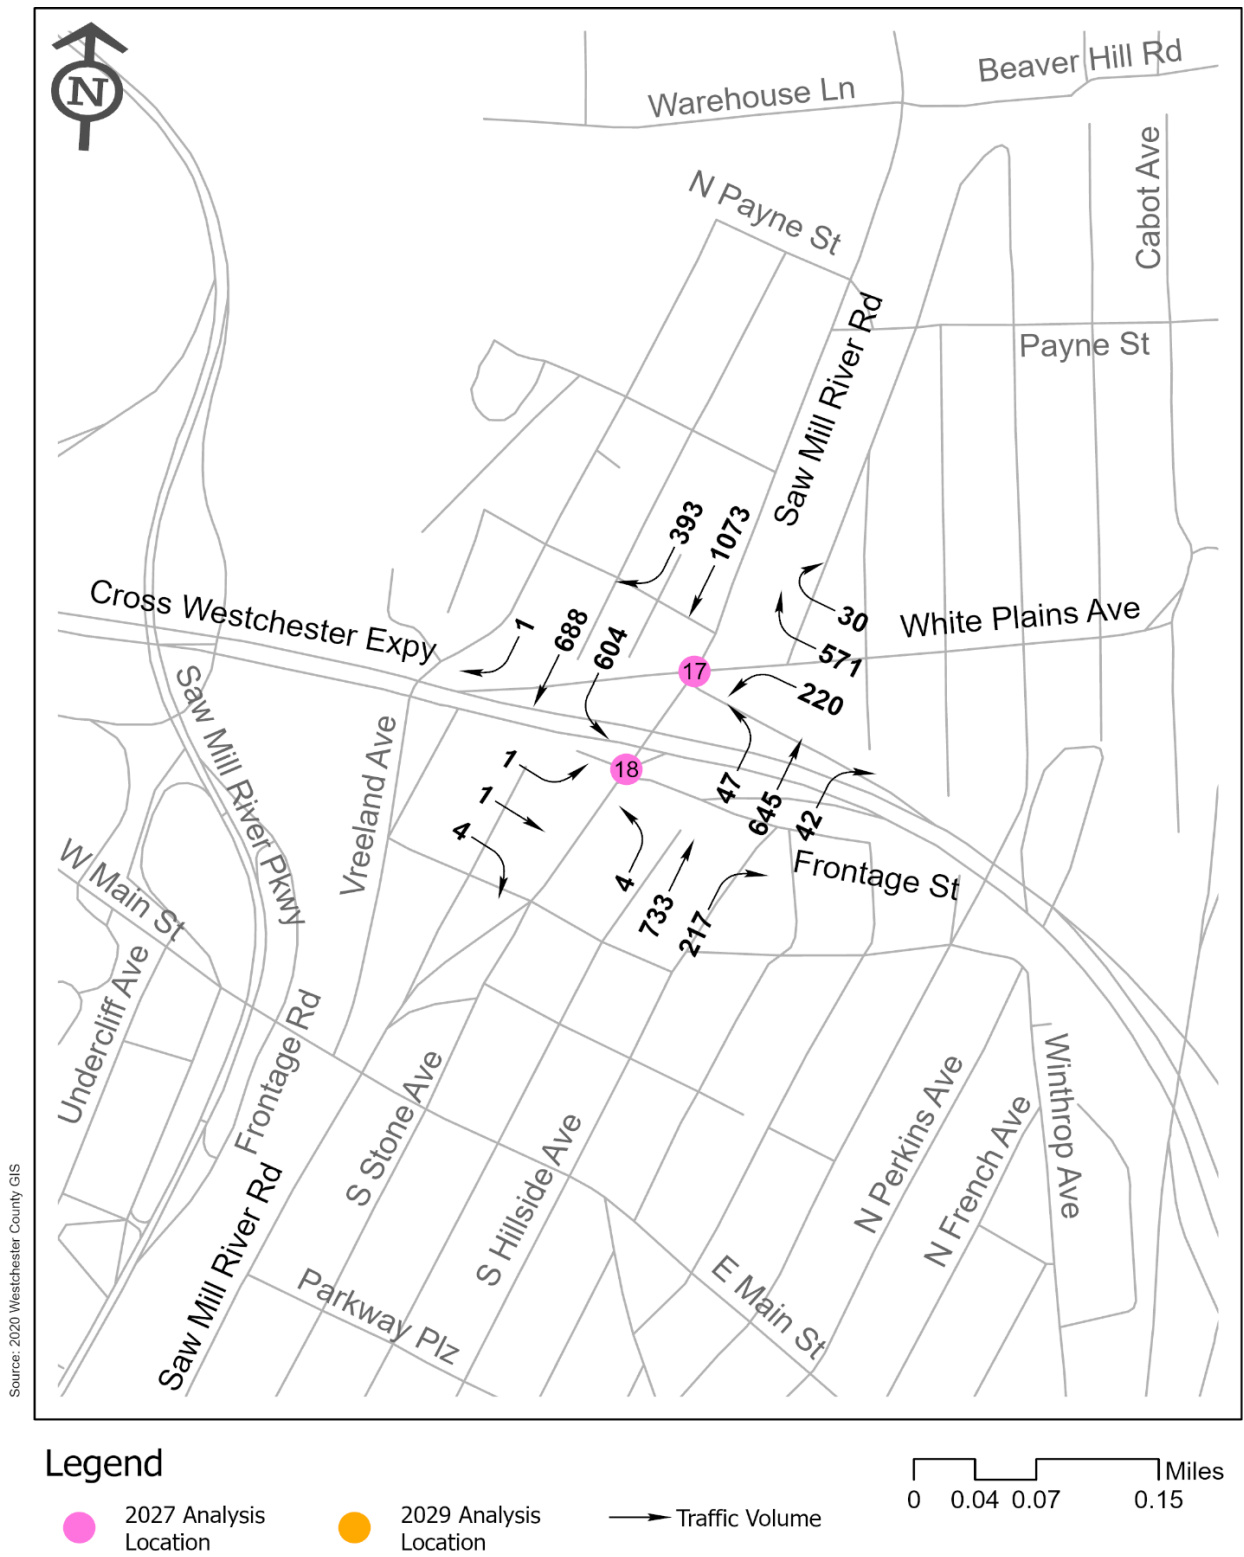 N
Beaver Hill Rd
Warehouse Ln
Cabot Ave
N Payne St
Payne St
Saw Mill River Rd
393
1073
Cross Westchester Expy
30
White Plains Ave
1
688
604
571
17
220
Saw Mill River Pkwy
Vreeland Ave
18
1
47
1
645
42
4
W Main St
Frontage St
4
733
217
Undercliff Ave
Frontage Rd
S Stone Ave
N Perkins Ave
Winthrop Ave
N French Ave
S Hillside Ave
Saw Mill River Rd
Parkway Plz
E Main St
Source: 2020 Westchester County GIS
Legend
2027 Analysis
Location
2029 Analysis
Location
Traffic Volume
Miles
0 0.04 0.07 0.15